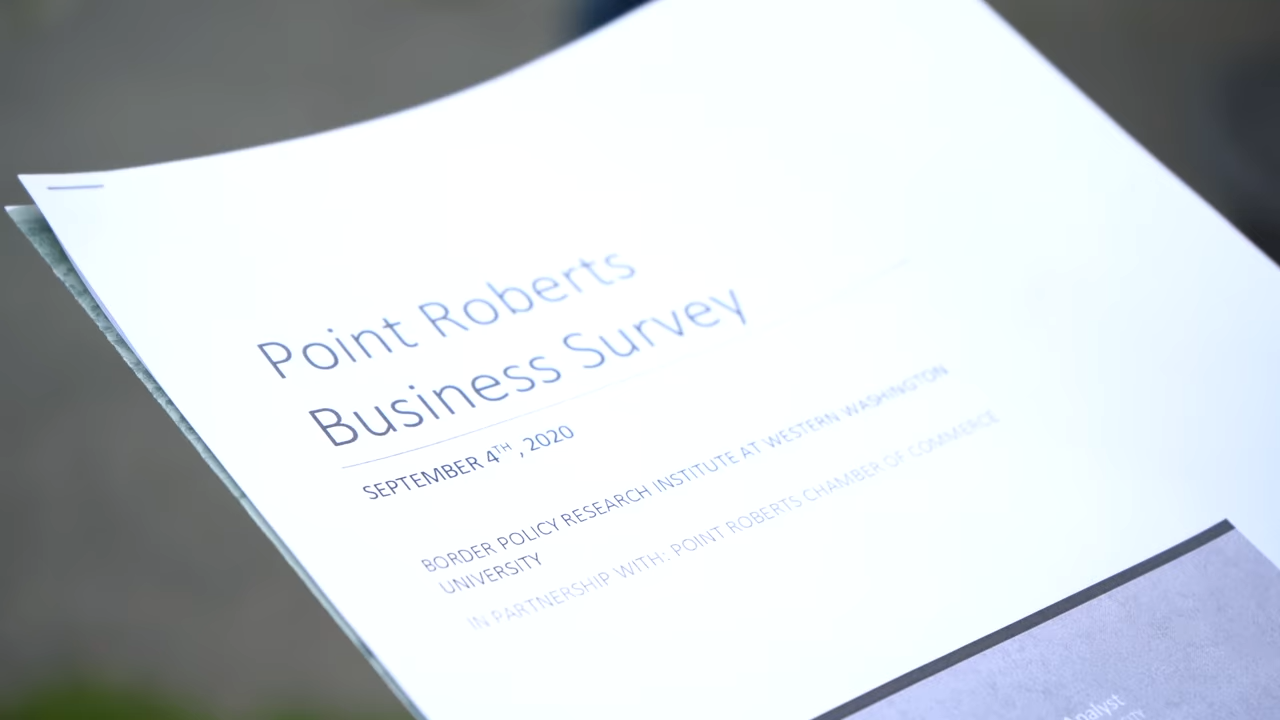 Point Roberts
Business Survey
SEPTEMBER 4TH, 2020
BORDER POLICY RESEARCH INSTITUTE AT WESTERN WASHINGTON
UNIVERSITY
IN PARTNERSHIP WITH: POINT ROBERTS CHAMBER OF COMMERCE
Analyst